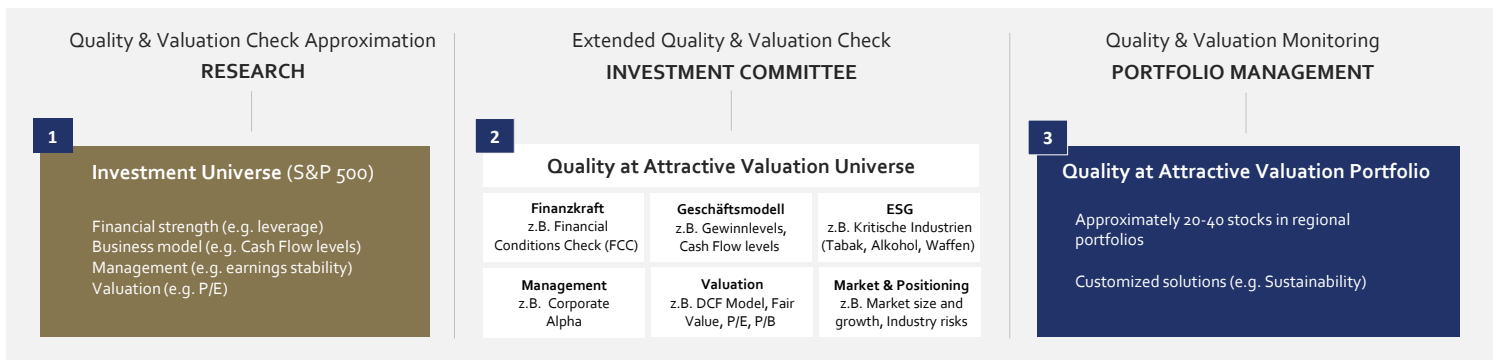 Quality & Valuation Check Approximation
RESEARCH
1
Investment Universe (S&P 500)
Financial strength (e.g. leverage)
Business model (e.g. Cash Flow levels)
Management (e.g. earnings stability)
Valuation (e.g. P/E)
Extended Quality & Valuation Check
INVESTMENT COMMITTEE
2
Quality at Attractive Valuation Universe
Finanzkraft
z.B. Financial
Conditions Check (FCC)
Geschäftsmodell
z.B. Gewinnlevels,
Cash Flow levels
ESG
z.B. Kritische Industrien
(Tabak, Alkohol, Waffen)
Management
z.B. Corporate
Alpha
Valuation
z.B. DCF Model, Fair
Value, P/E, P/B
Market & Positioning
z.B. Market size and
growth, Industry risks
Quality & Valuation Monitoring
PORTFOLIO MANAGEMENT
3
Quality at Attractive Valuation Portfolio
Approximately 20-40 stocks in regional
portfolios
Customized solutions (e.g. Sustainability)